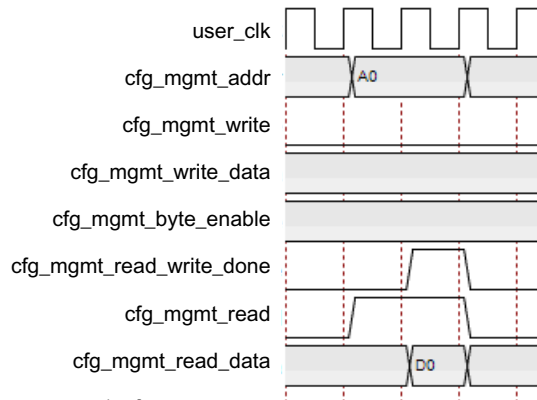 user_clk
cfg_mgmt_addr A0
cfg_mgmt_write
cfg_mgmt_write_data
cfg_mgmt_byte_enable
cfg_mgmt_read_write_done
cfg_mgmt_read
cfg_mgmt_read_data D0